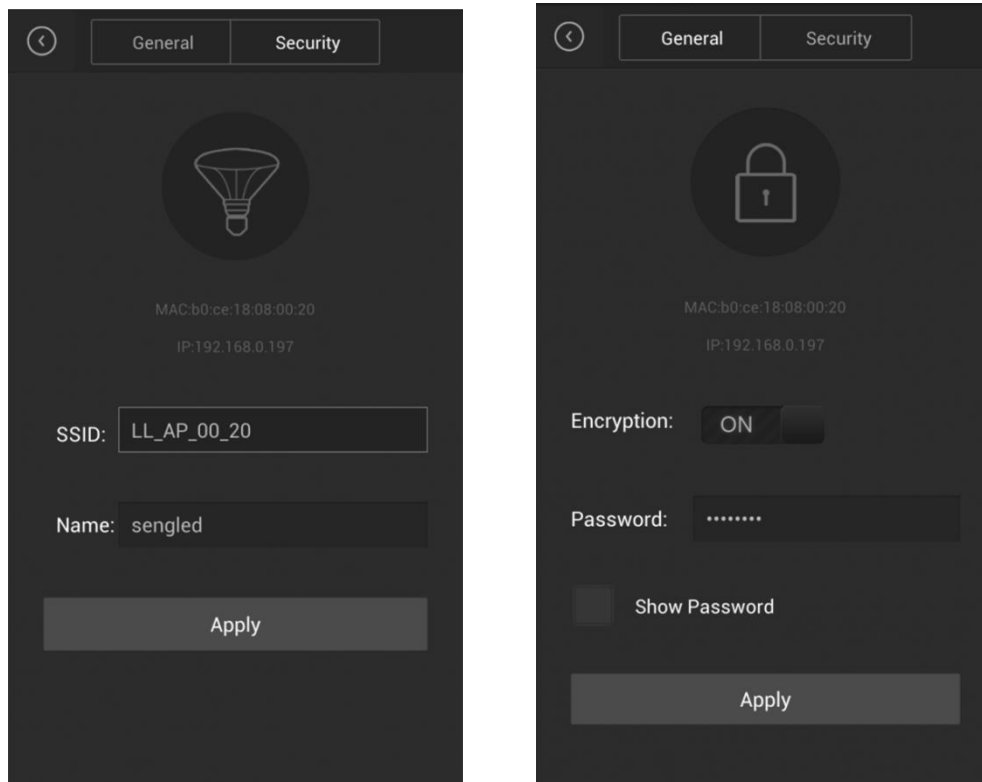 General Security
MAC:b0:ce:18:08:00:20
IP:192.168.0.197
SSID: LL_AP_00_20
Name: sengled
Apply
General Security
MAC:b0:ce:18:08:00:20
IP:192.168.0.197
Encryption: ON
Password: ••••••••
Show Password
Apply